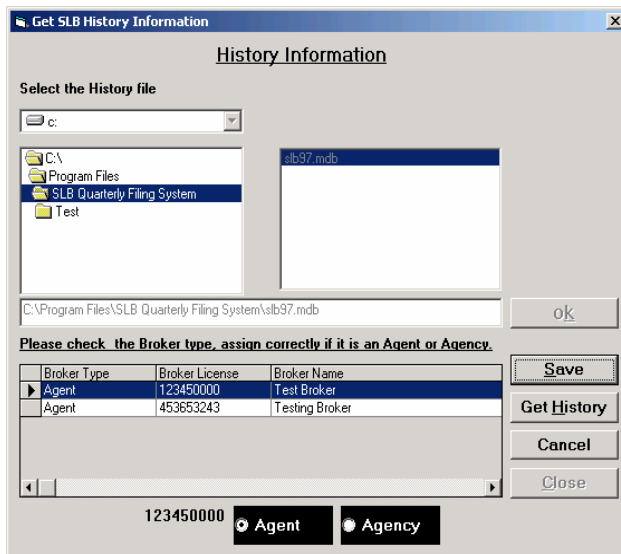 Get SLB History Information
History Information
Select the History file
c:
C:\
Program Files
SLB Quarterly Filing System
Test
slb97.mdb
C:\Program Files\SLB Quarterly Filing System\slb97.mdb
ok
Please check the Broker type, assign correctly if it is an Agent or Agency.
Broker Type Broker License Broker Name
Agent 123450000 Test Broker
Agent 453653243 Testing Broker
Save
Get History
Cancel
Close
123450000 Agent Agency